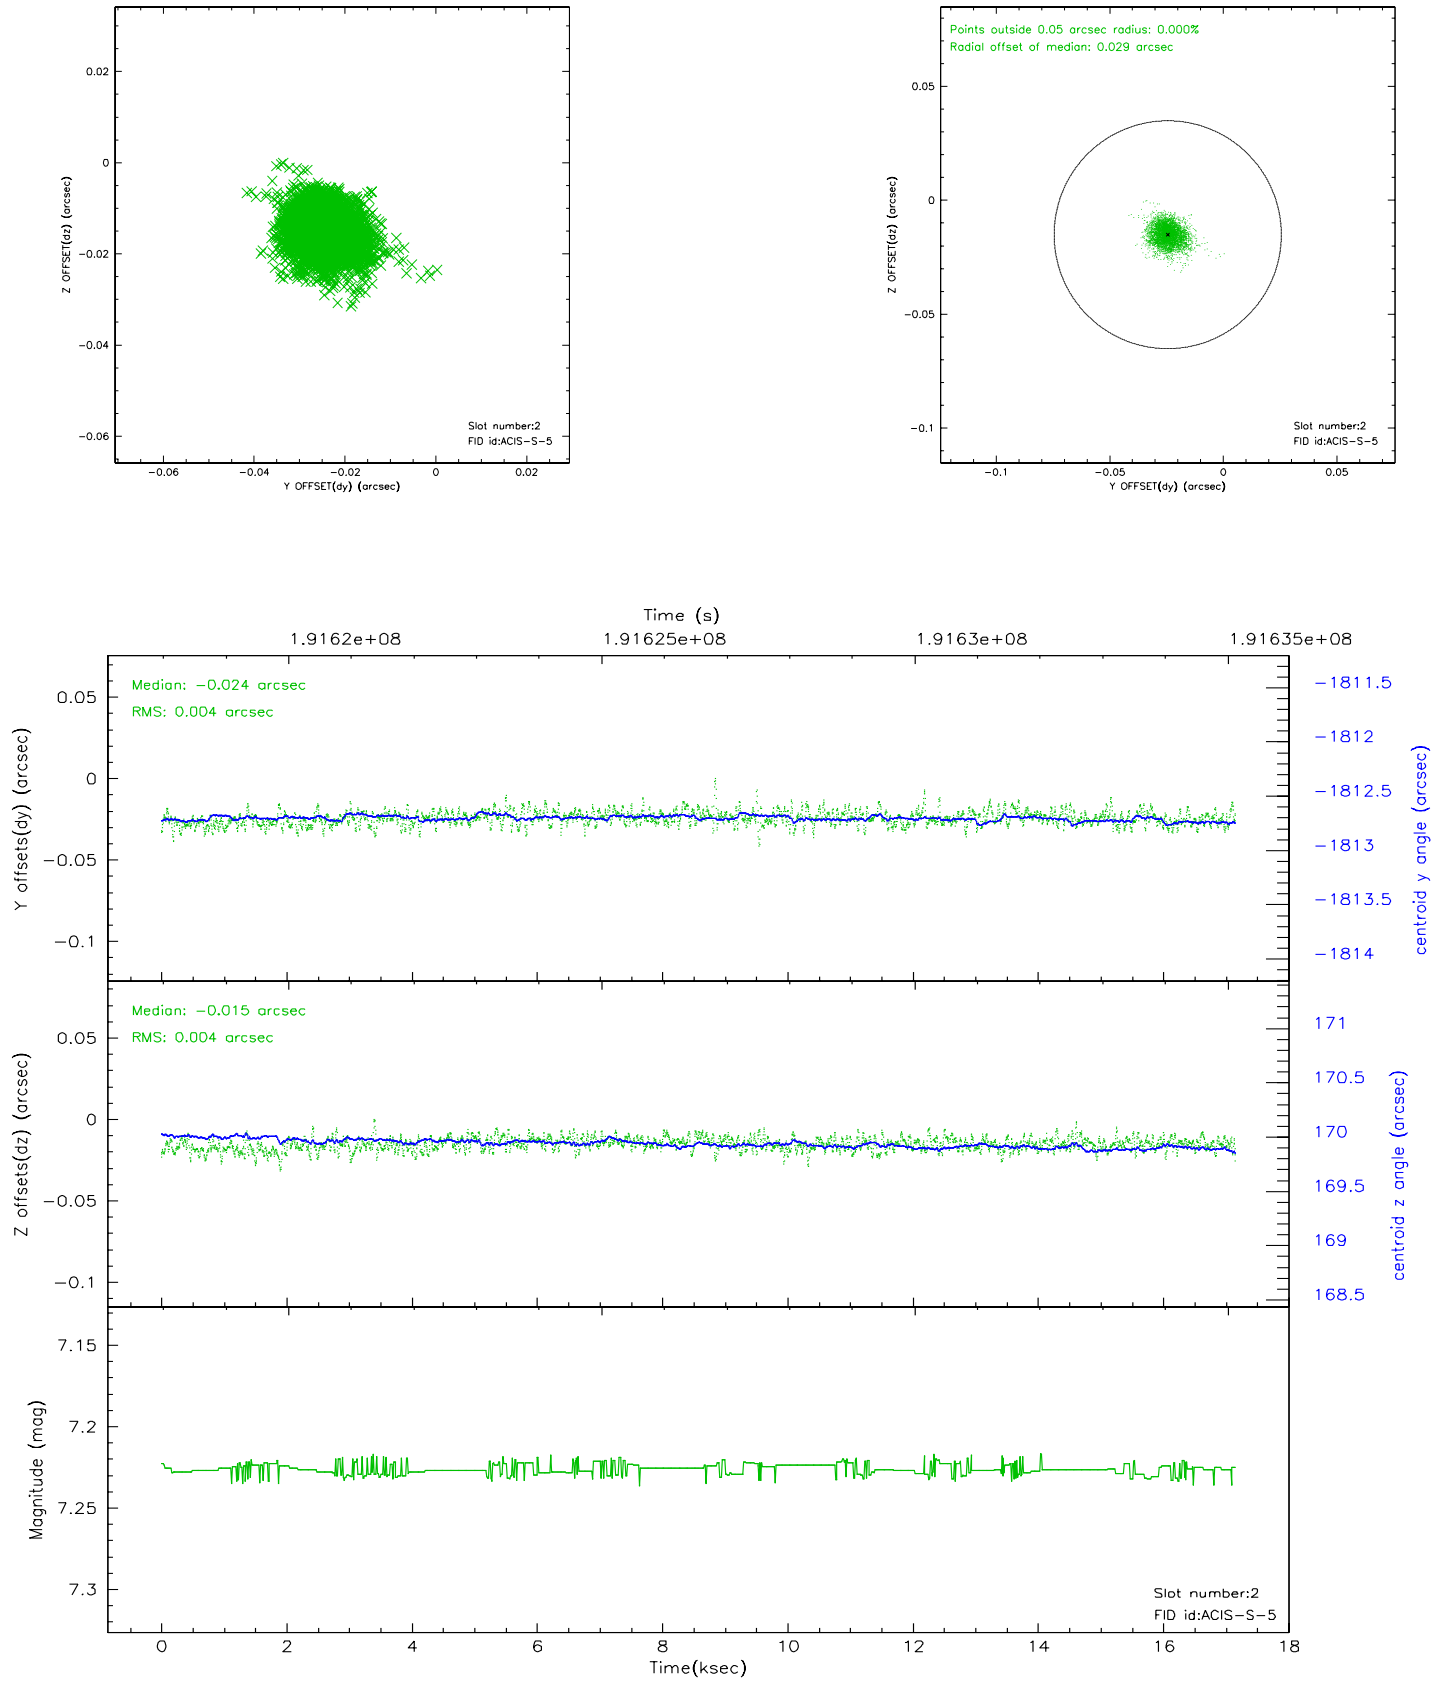 0.02
0
−0.02
−0.04
−0.06
Z OFFSET(dz) (arcsec)
Slot number:2
FID id:ACIS−S−5
−0.06
−0.04
−0.02
0
0.02
Y OFFSET(dy) (arcsec)
Points outside 0.05 arcsec radius: 0.000%
Radial offset of median: 0.029 arcsec
0.05
0
−0.05
−0.1
Z OFFSET(dz) (arcsec)
Slot number:2
FID id:ACIS−S−5
−0.1
−0.05
0
0.05
Y OFFSET(dy) (arcsec)
Time (s)
1.9162e+08
1.91625e+08
1.9163e+08
1.91635e+08
Median: −0.024 arcsec
RMS: 0.004 arcsec
0.05
0
−0.05
−0.1
Y offsets(dy) (arcsec)
−1811.5
−1812
−1812.5
−1813
−1813.5
−1814
centroid y angle (arcsec)
Median: −0.015 arcsec
RMS: 0.004 arcsec
0.05
0
−0.05
−0.1
Z offsets(dz) (arcsec)
171
170.5
170
169.5
169
168.5
centroid z angle (arcsec)
7.15
7.2
7.25
7.3
Magnitude (mag)
Slot number:2
FID id:ACIS−S−5
0
2
4
6
8
10
12
14
16
18
Time(ksec)